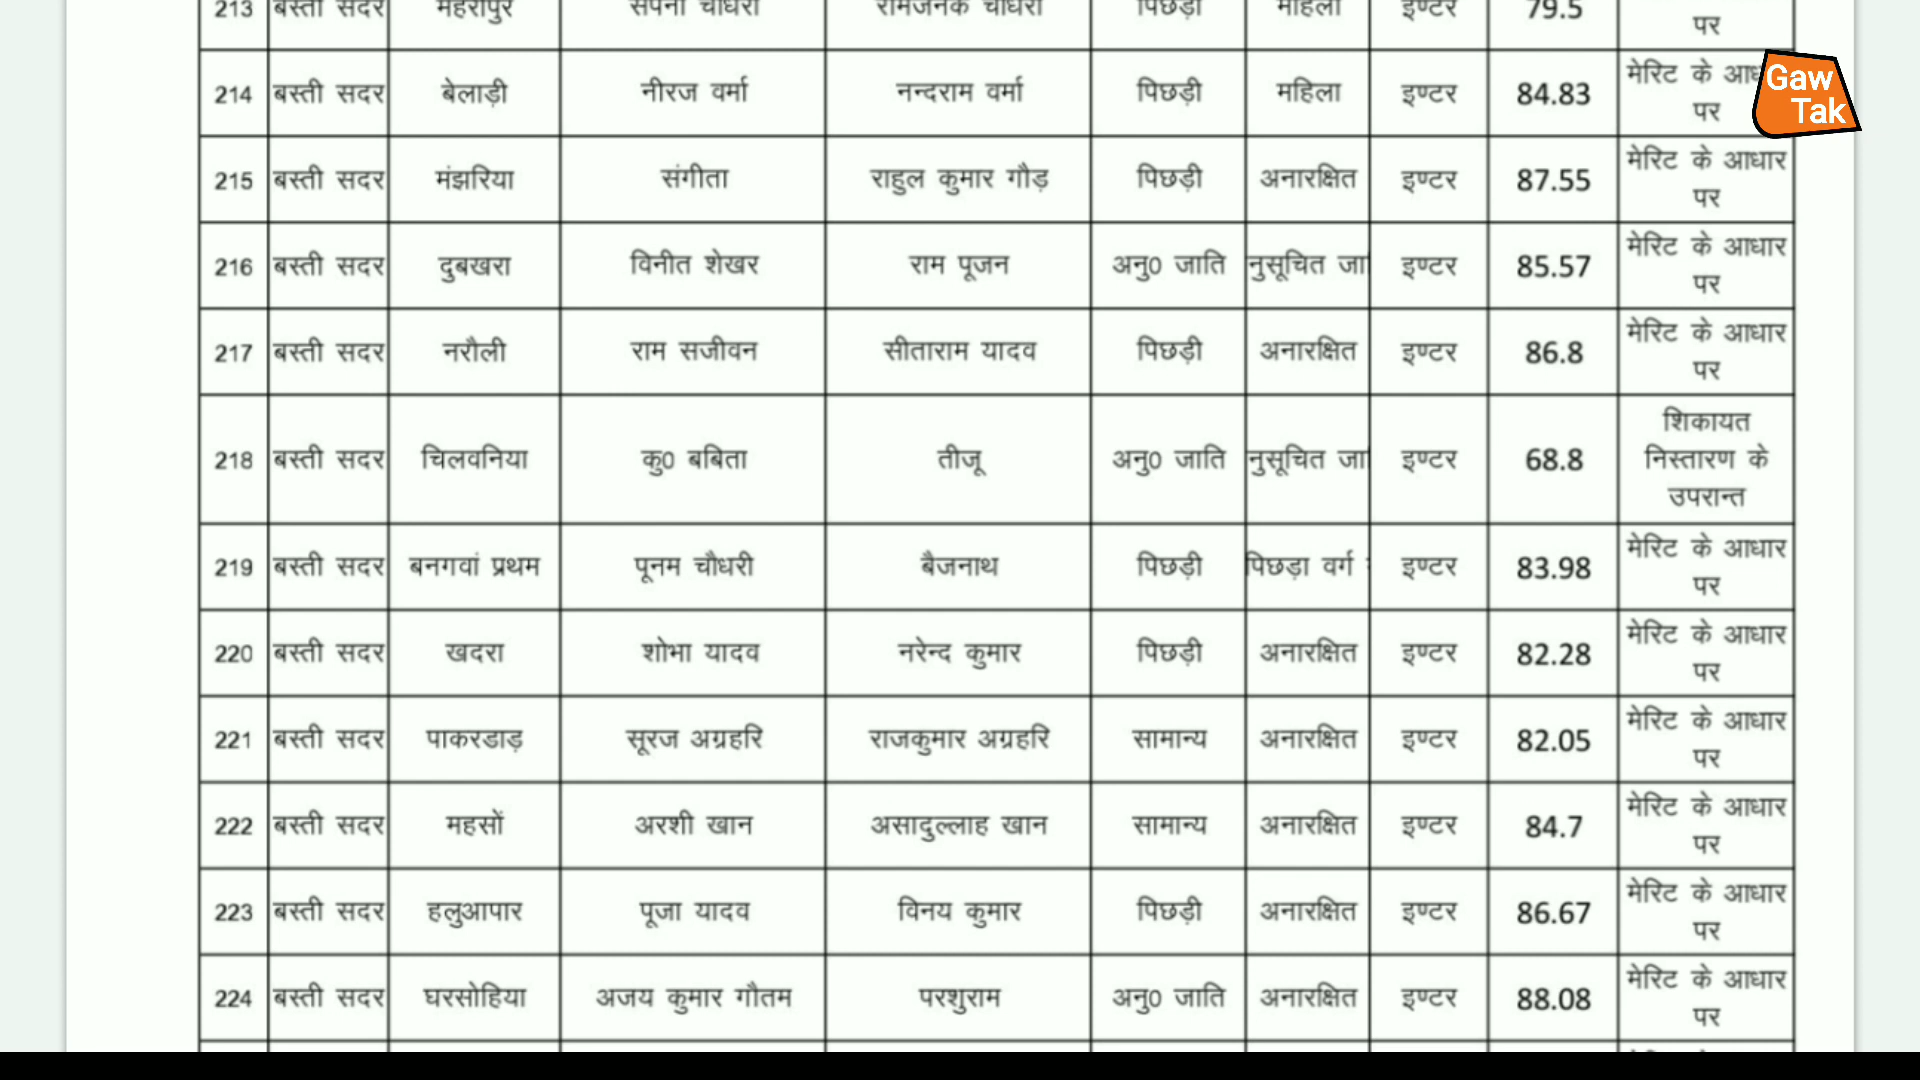 213 बस्ती सदर महरीपुर सपना चौधरी रामजनक चौधरी पिछड़ी महिला इण्टर 79.5
पर
214 बस्ती सदर बेलाड़ी नीरज वर्मा नन्दराम वर्मा पिछड़ी महिला इण्टर 84.83 मेरिट के आध
पर
Gaw
Tak
215 बस्ती सदर मंझरिया संगीता राहुल कुमार गौड़ पिछड़ी अनारक्षित इण्टर 87.55 मेरिट के आधार
पर
216 बस्ती सदर दुबखरा विनीत शेखर राम पूजन अनु0 जाति नुसूचित जा इण्टर 85.57 मेरिट के आधार
पर
217 बस्ती सदर नरौली राम सजीवन सीताराम यादव पिछड़ी अनारक्षित इण्टर 86.8 मेरिट के आधार
पर
218 बस्ती सदर चिलवनिया कु0 बबिता तीजू अनु0 जाति नुसूचित जा इण्टर 68.8 शिकायत
निस्तारण के
उपरान्त
219 बस्ती सदर बनगवां प्रथम पूनम चौधरी बैजनाथ पिछड़ी पिछड़ा वर्ग इण्टर 83.98 मेरिट के आधार
पर
220 बस्ती सदर खदरा शोभा यादव नरेन्द कुमार पिछड़ी अनारक्षित इण्टर 82.28 मेरिट के आधार
पर
221 बस्ती सदर पाकरडाड़ सूरज अग्रहरि राजकुमार अग्रहरि सामान्य अनारक्षित इण्टर 82.05 मेरिट के आधार
पर
222 बस्ती सदर महसों अरशी खान असादुल्लाह खान सामान्य अनारक्षित इण्टर 84.7 मेरिट के आधार
पर
223 बस्ती सदर हलुआपार पूजा यादव विनय कुमार पिछड़ी अनारक्षित इण्टर 86.67 मेरिट के आधार
पर
224 बस्ती सदर घरसोहिया अजय कुमार गौतम परशुराम अनु0 जाति अनारक्षित इण्टर 88.08 मेरिट के आधार
पर